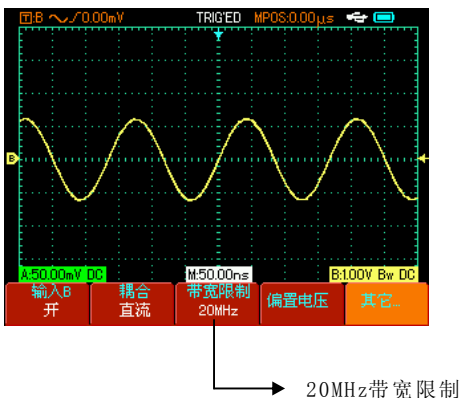 T:B 0.00mV TRIG'ED MPOS:0.00μs
B
A:50.00mV DC M:50.00ns B:1.00V Bw DC
输入B 耦合 带宽限制 偏置电压 其它...
开 直流 20MHz
20MHz带宽限制